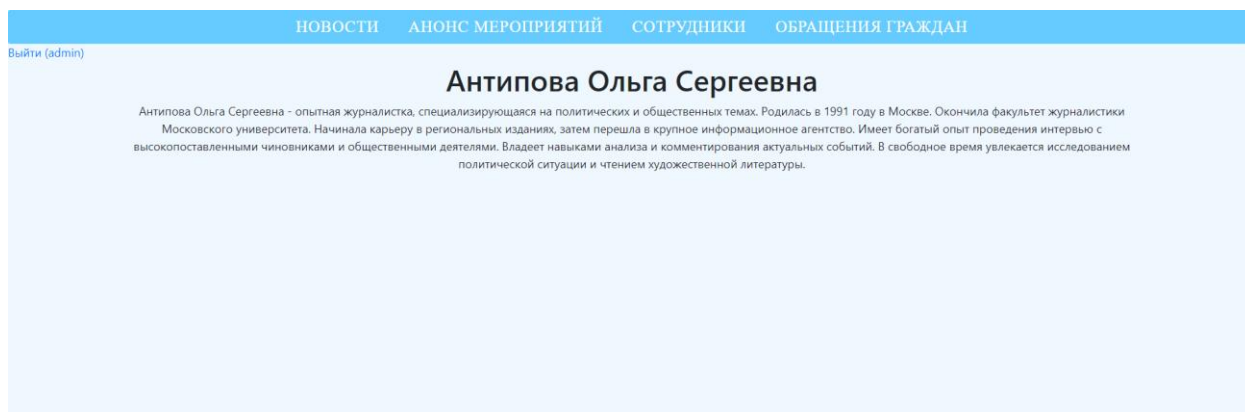 НОВОСТИ АНОНС МЕРОПРИЯТИЙ СОТРУДНИКИ ОБРАЩЕНИЯ ГРАЖДАН
Выйти (admin)
Антипова Ольга Сергеевна
Антипова Ольга Сергеевна - опытная журналистка, специализирующаяся на политических и общественных темах. Родилась в 1991 году в Москве. Окончила факультет журналистики
Московского университета. Начинала карьеру в региональных изданиях, затем перешла в крупное информационное агентство. Имеет богатый опыт проведения интервью с
высокопоставленными чиновниками и общественными деятелями. Владеет навыками анализа и комментирования актуальных событий. В свободное время увлекается исследованием
политической ситуации и чтением художественной литературы.